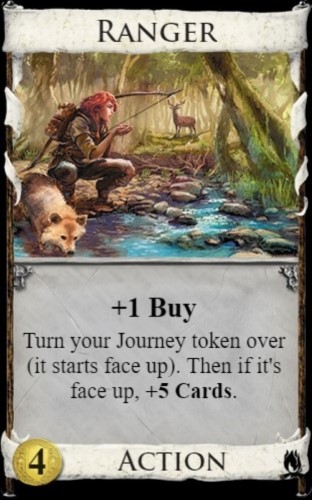 RANGER
+1 Buy
Turn your Journey token over
(it starts face up). Then if it's
face up, +5 Cards.
4
ACTION